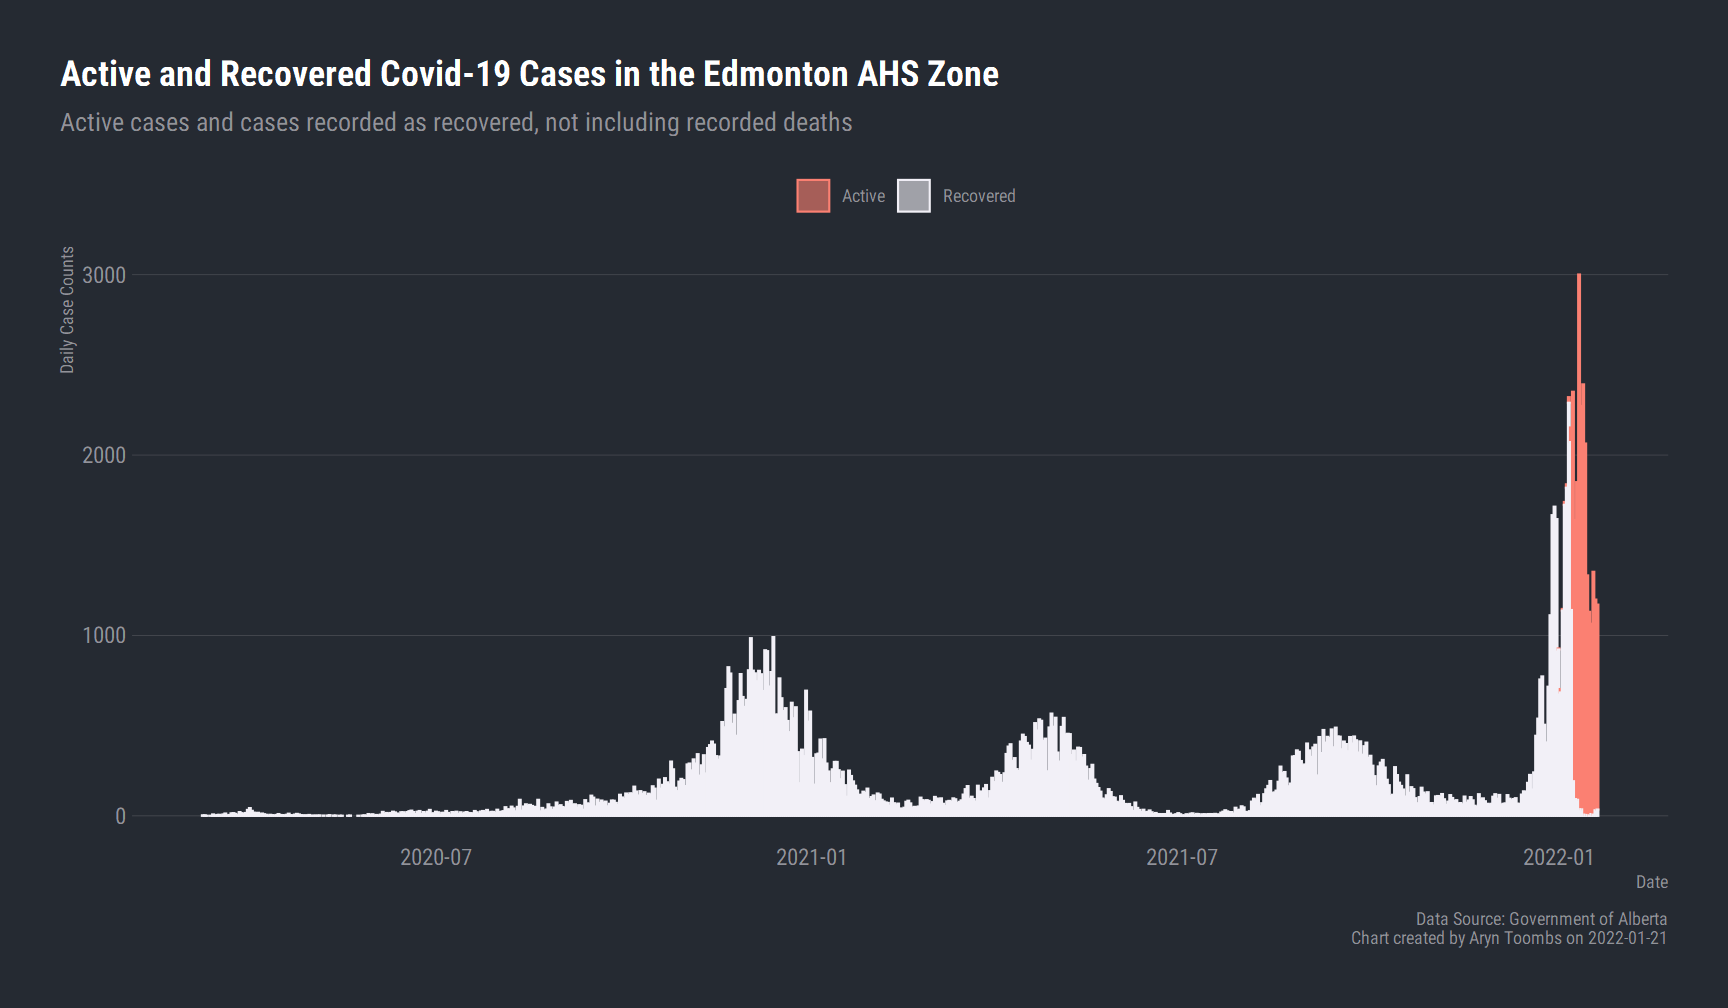 Active and Recovered Covid-19 Cases in the Edmonton AHS Zone
Active cases and cases recorded as recovered, not including recorded deaths
Active
Recovered
Daily Case Counts
3000
2000
1000
0
2020-07
2021-01
2021-07
2022-01
Date
Data Source: Government of Alberta
Chart created by Aryn Toombs on 2022-01-21